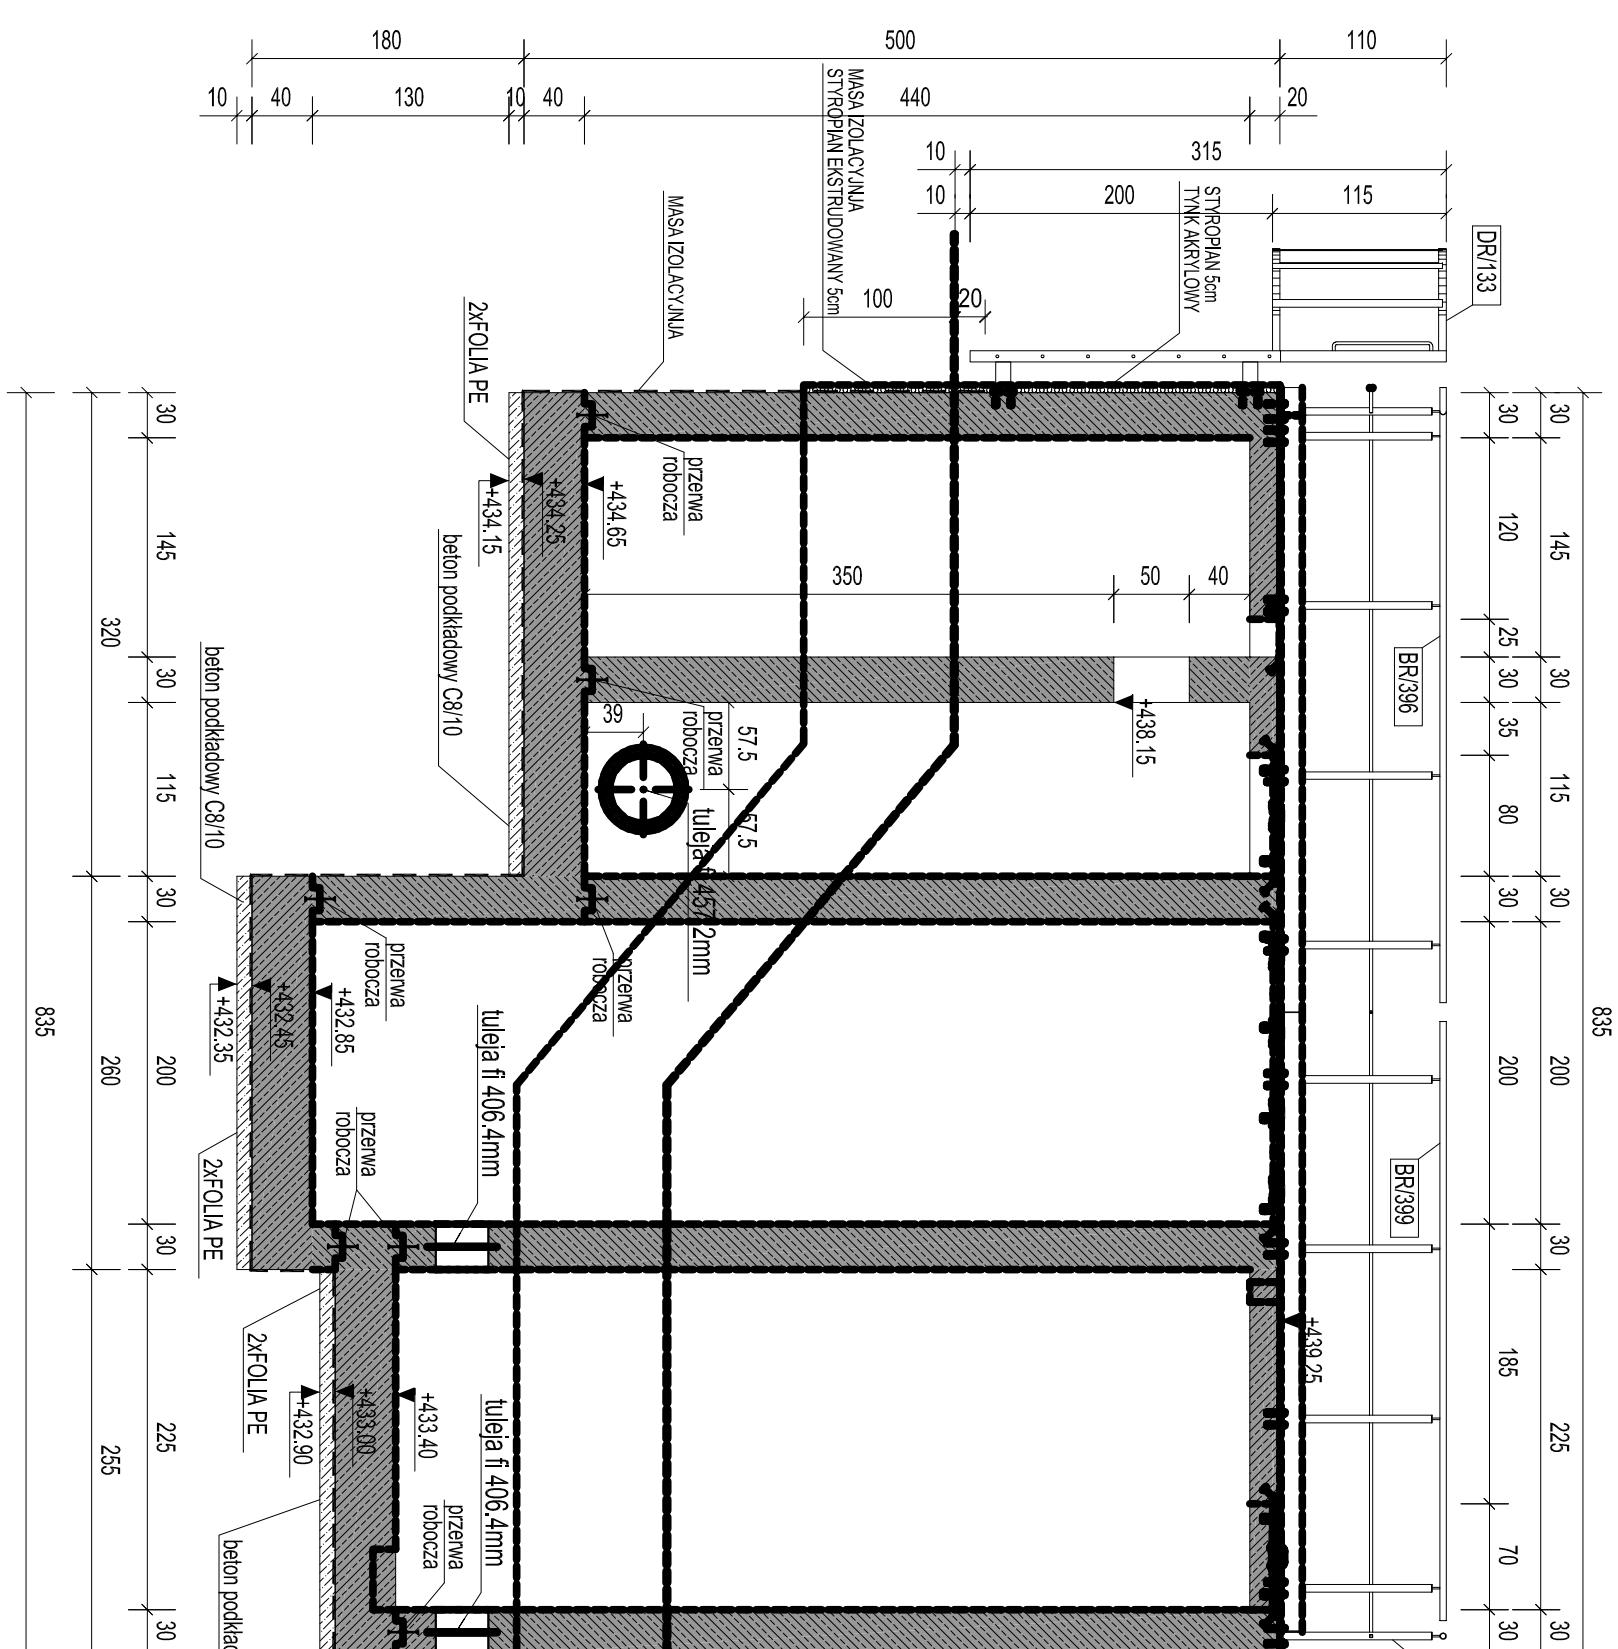 180
500
110
10
40
130
10
40
440
20
10
315
10
200
115
MASA IZOLACYJNJA
STYROPIAN EKSTRUDOWANY 5cm
STYROPIAN 5cm
TYNK AKRYLOWY
MASA IZOLACYJNJA
DR/133
100
20
2xFOLIA PE
30
30
30
przerwa
robocza
+434.15
+434.25
+434.65
145
120
145
beton podkładowy C8/10
350
50
40
320
25
30
30
30
BR/396
beton podkładowy C8/10
39
przerwa
robocza
57.5
+438.15
35
115
57.5
80
115
tuleja fi 457.2mm
30
30
30
przerwa
robocza
przerwa
robocza
+432.35
+432.45
+432.85
835
835
260
200
200
200
tuleja fi 406.4mm
przerwa
robocza
2xFOLIA PE
BR/399
30
30
2xFOLIA PE
+439.25
185
+432.90
+433.00
+433.40
255
225
225
tuleja fi 406.4mm
przerwa
robocza
beton podkład
70
30
30
30